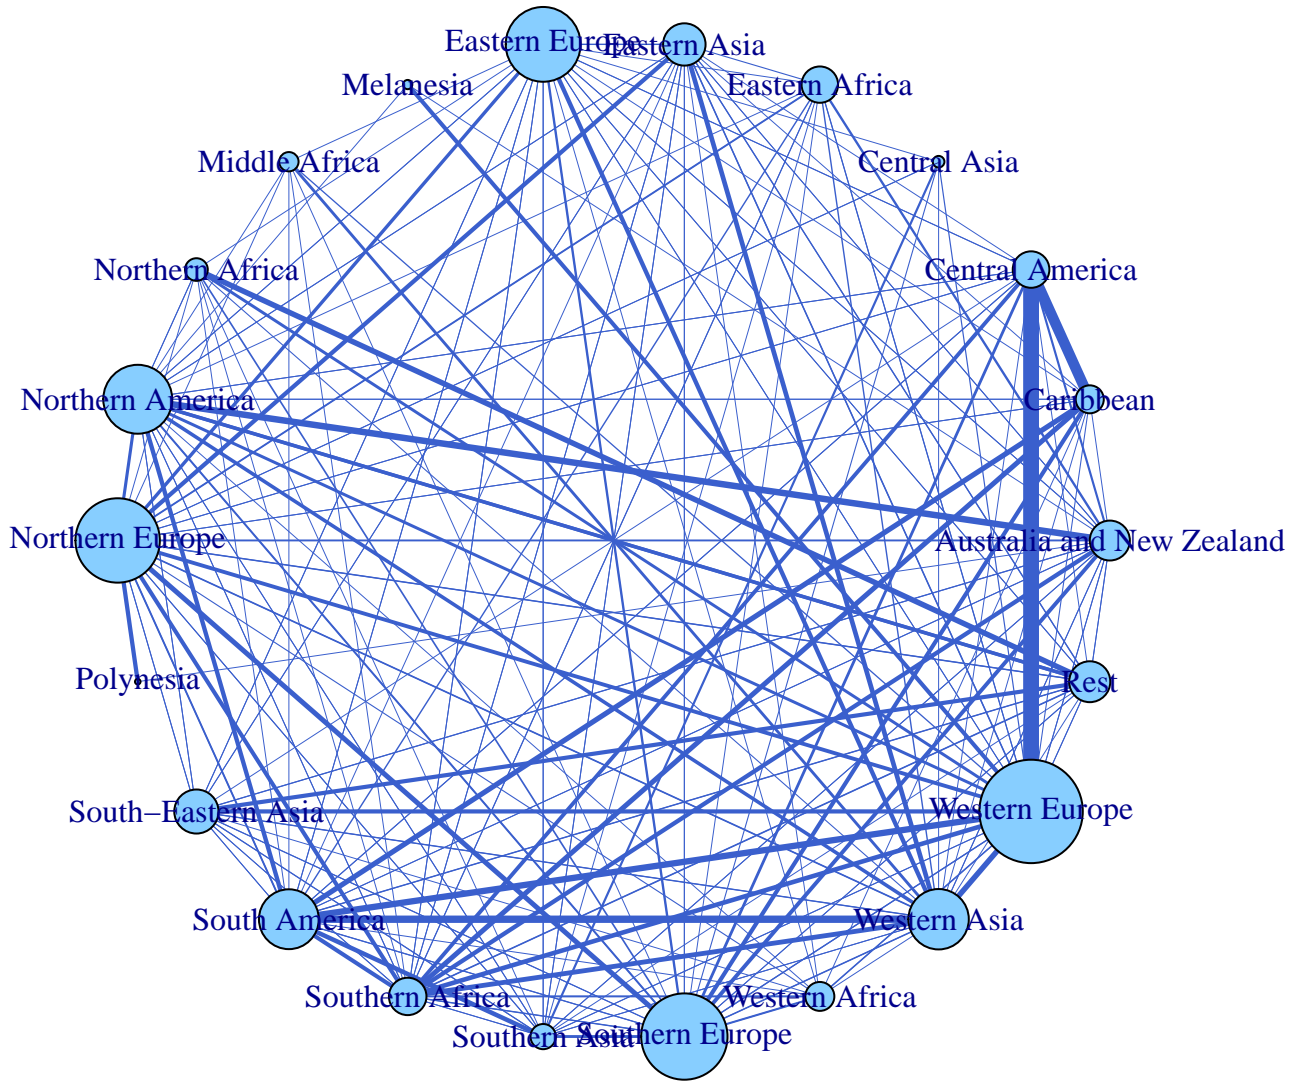 Eastern Europe
Eastern Asia
Melanesia
Eastern Africa
Middle Africa
Central Asia
Northern Africa
Central America
Northern America
Caribbean
Northern Europe
Australia and New Zealand
Polynesia
Rest
South−Eastern Asia
Western Europe
South America
Western Asia
Southern Africa
Western Africa
Southern Asia
Southern Europe